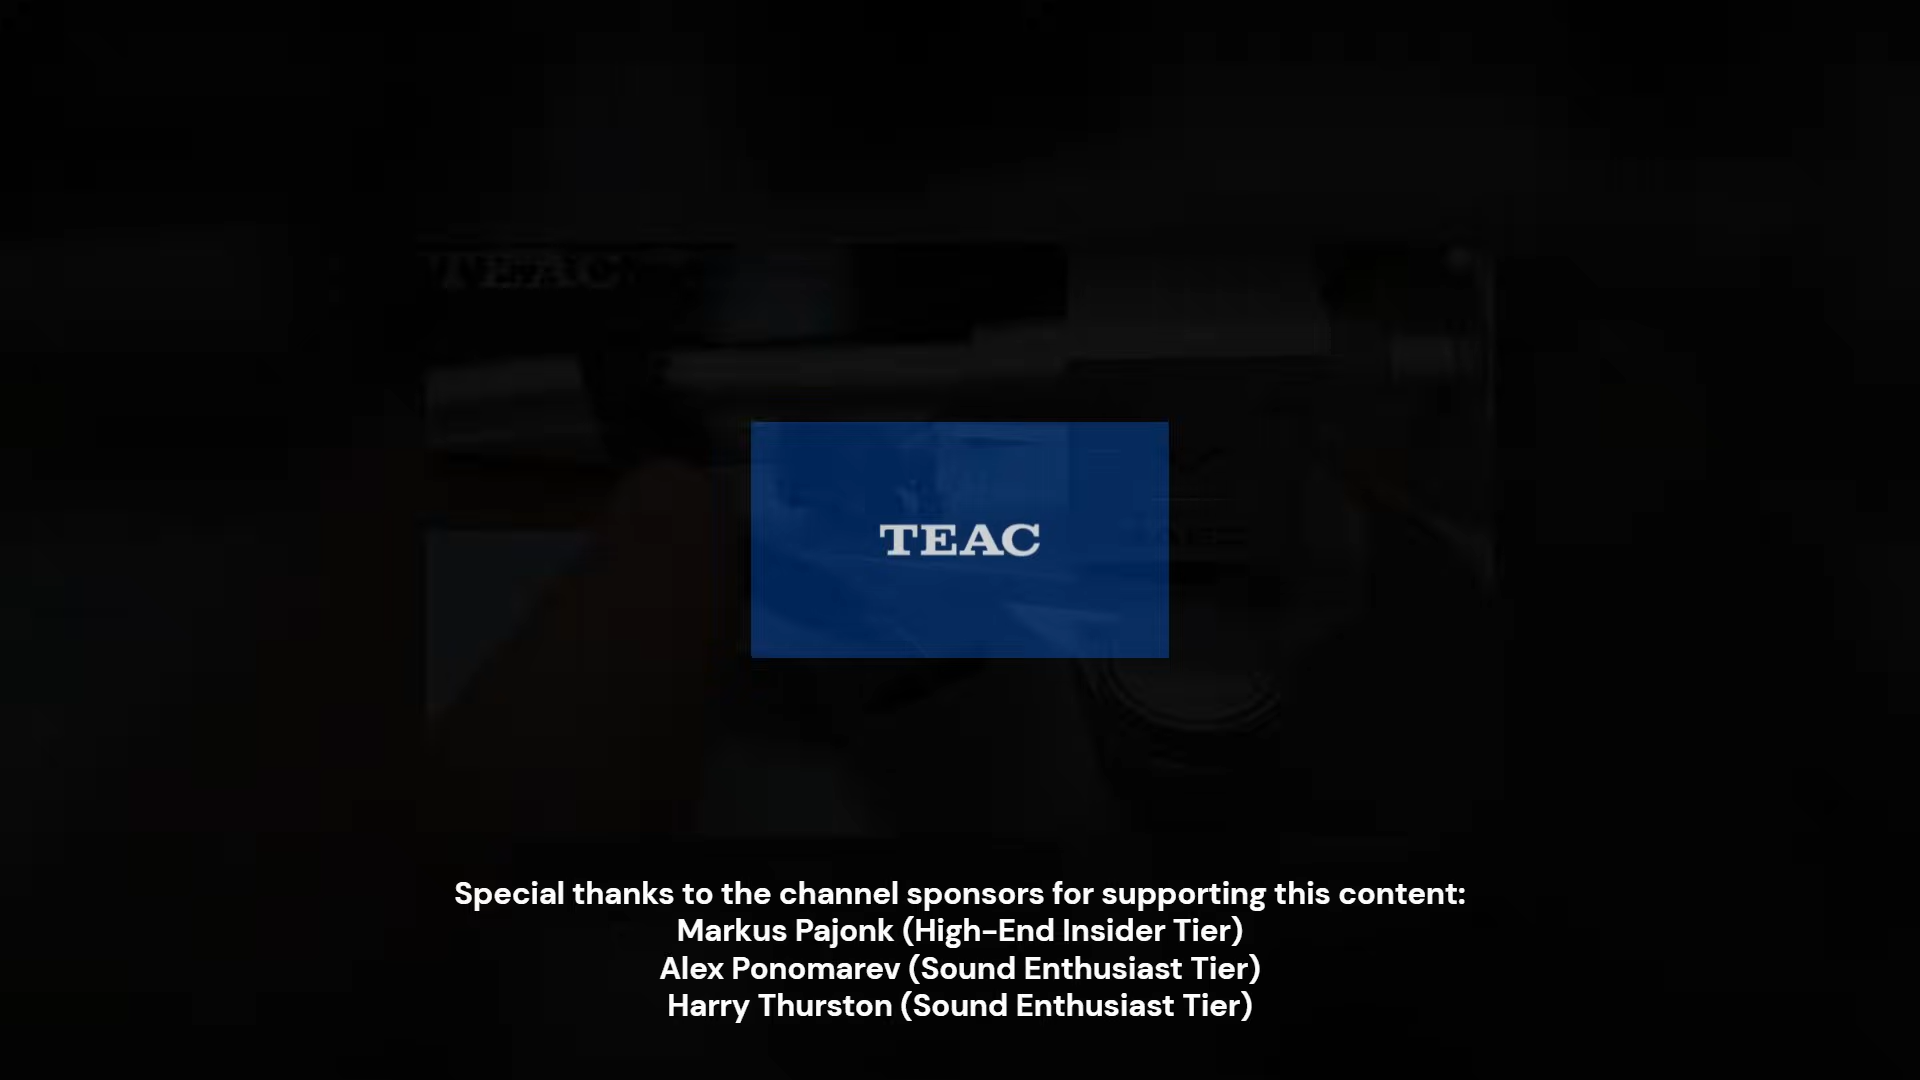 TEAC
TEAC
Special thanks to the channel sponsors for supporting this content:
Markus Pajonk (High-End Insider Tier)
Alex Ponomarev (Sound Enthusiast Tier)
Harry Thurston (Sound Enthusiast Tier)